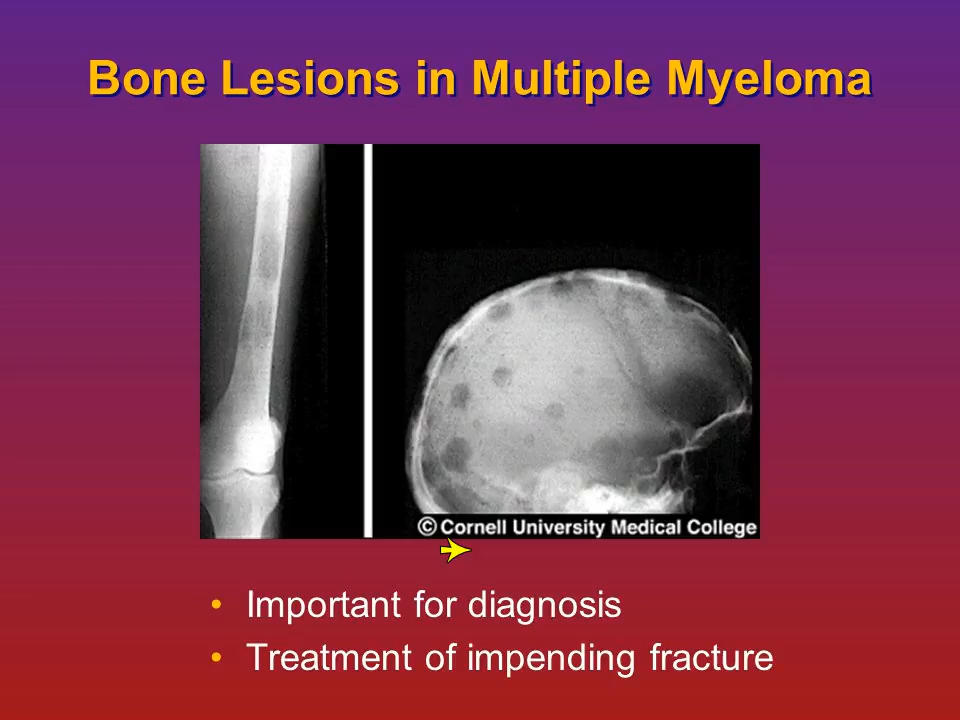 Bone Lesions in Multiple Myeloma
© Cornell University Medical College
• Important for diagnosis
• Treatment of impending fracture